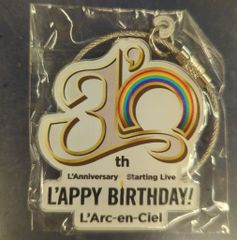 30
th
L'Anniversary Starting Live
L'APPY BIRTHDAY!
L'Arc-en-Ciel